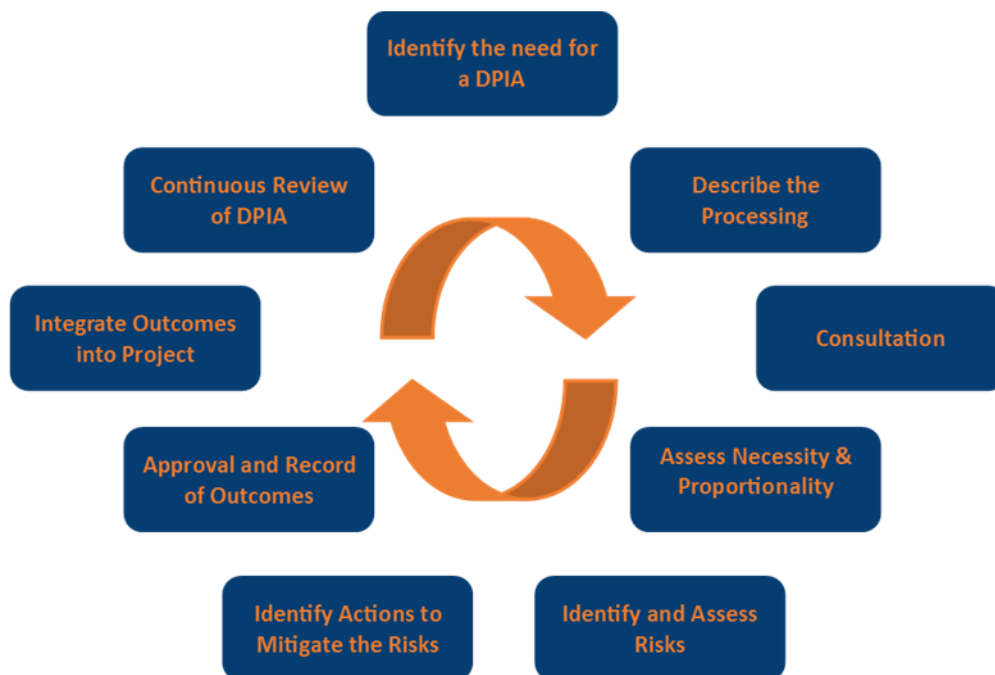 Identify the need for
a DPIA
Continuous Review
of DPIA
Describe the
Processing
Integrate Outcomes
into Project
Consultation
Approval and Record
of Outcomes
Assess Necessity &
Proportionality
Identify Actions to
Mitigate the Risks
Identify and Assess
Risks